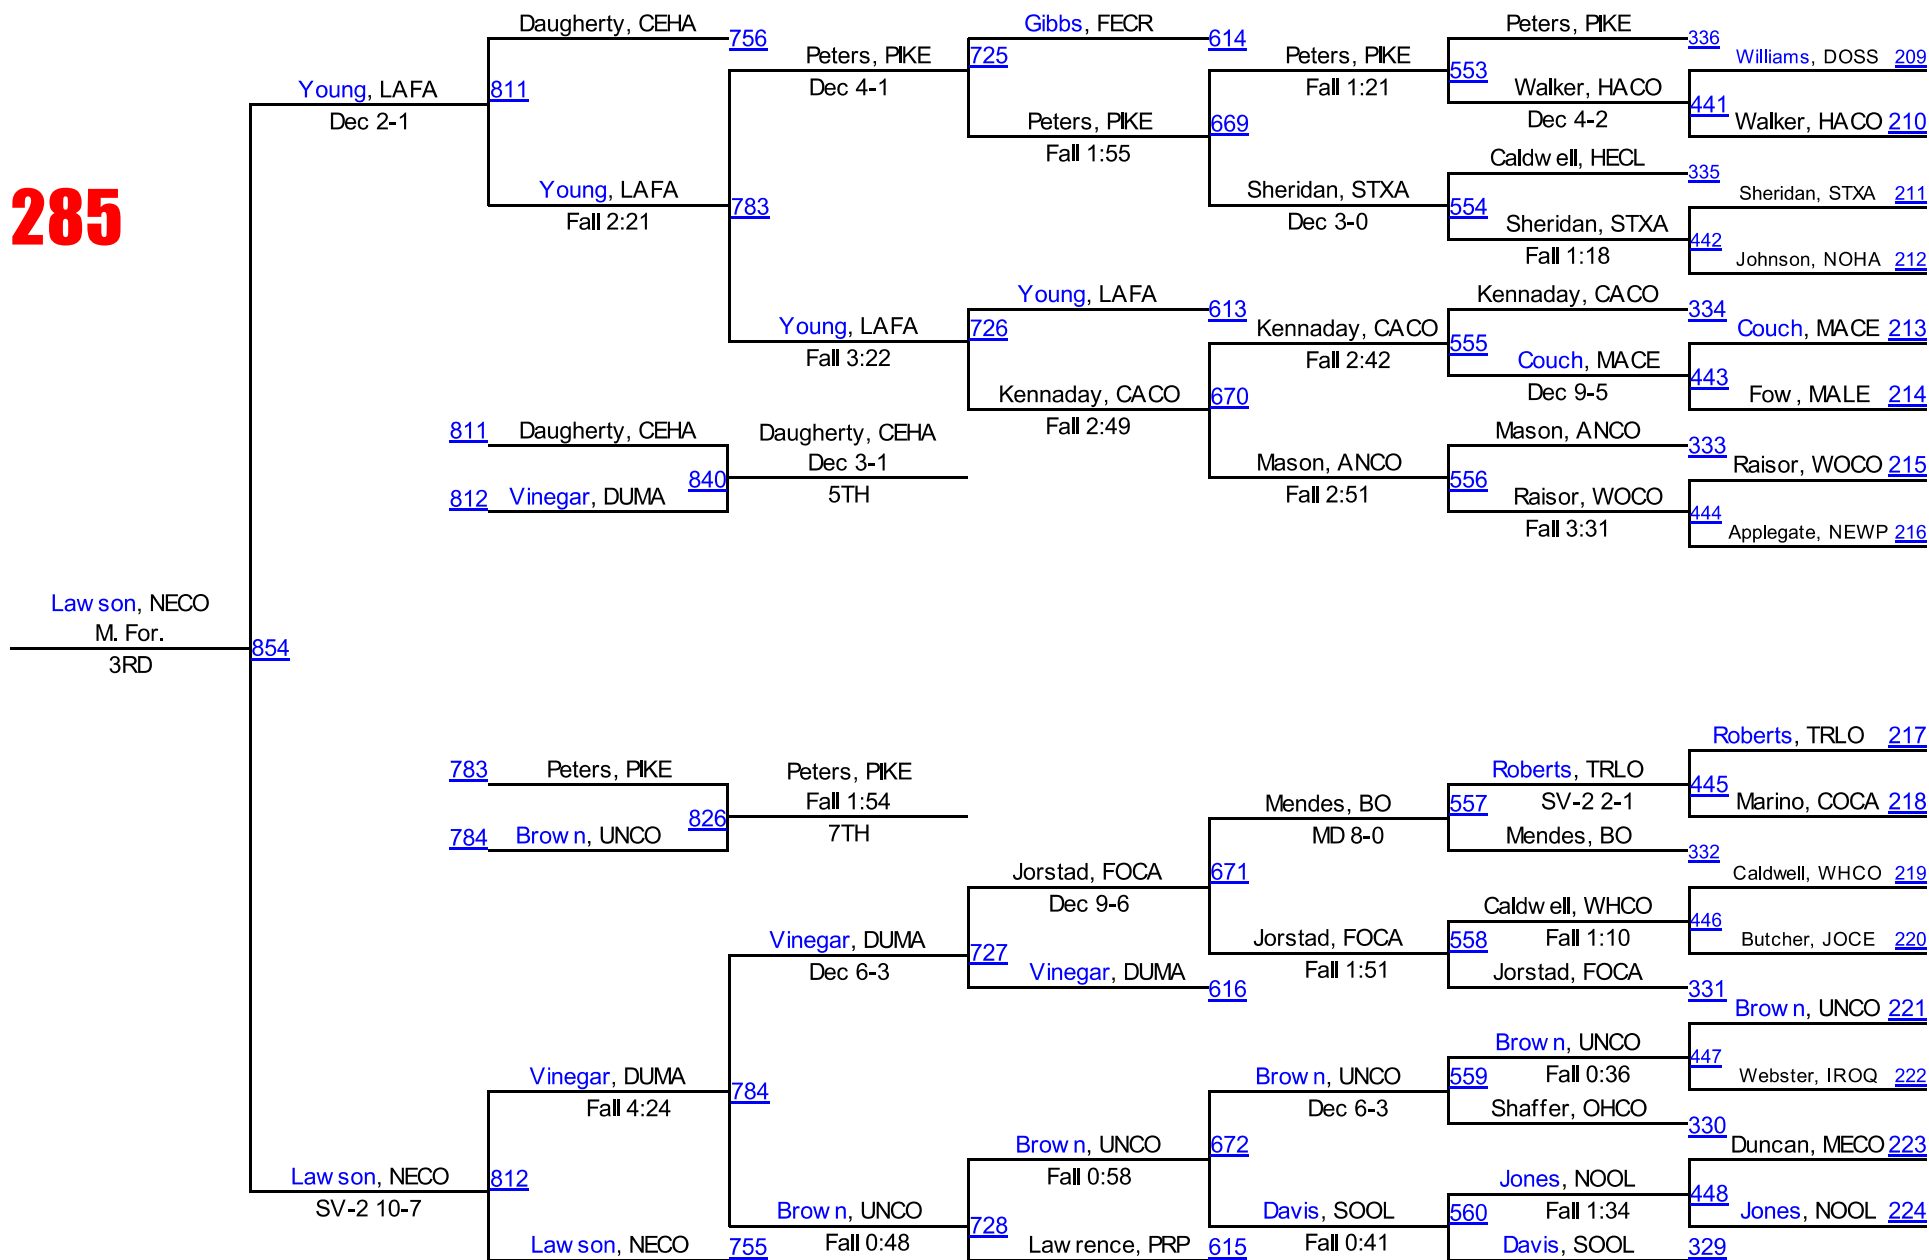 Daugherty, CEHA
756
Gibbs, FECR
614
Peters, PIKE
336
Peters, PIKE
725
Peters, PIKE
553
Williams, DOSS 209
Dec 4-1
Fall 1:21
Young, LAFA
811
Walker, HACO
441
Dec 2-1
Peters, PIKE
669
Dec 4-2
Walker, HACO 210
Fall 1:55
Caldwell, HECL
335
285
Young, LAFA
783
Sheridan, STXA
554
Sheridan, STXA 211
Fall 2:21
Dec 3-0
Sheridan, STXA
442
Fall 1:18
Johnson, NOHA 212
Young, LAFA
613
Kennaday, CACO
334
Young, LAFA
726
Kennaday, CACO
555
Couch, MACE 213
Fall 3:22
Fall 2:42
Couch, MACE
443
Kennaday, CACO
670
Dec 9-5
Fow, MALE 214
Fall 2:49
811
Daugherty, CEHA
Daugherty, CEHA
Mason, ANCO
333
Dec 3-1
Mason, ANCO
556
Raisor, WOCO 215
840
5TH
Fall 2:51
812
Vinegar, DUMA
Raisor, WOCO
444
Fall 3:31
Applegate, NEWP 216
Lawson, NECO
M. For.
854
3RD
Roberts, TRLO 217
783
Peters, PIKE
Peters, PIKE
Roberts, TRLO
445
Fall 1:54
Mendes, BO
557
SV-2 2-1
Marino, COCA 218
826
7TH
MD 8-0
784
Brown, UNCO
Mendes, BO
332
Jorstad, FOCA
671
Caldwell, WHCO 219
Dec 9-6
Caldwell, WHCO
446
Vinegar, DUMA
727
Jorstad, FOCA
558
Fall 1:10
Butcher, JOCE 220
Dec 6-3
Fall 1:51
Vinegar, DUMA
616
Jorstad, FOCA
331
Brown, UNCO 221
Brown, UNCO
447
Vinegar, DUMA
784
Brown, UNCO
559
Fall 0:36
Webster, IROQ 222
Fall 4:24
Dec 6-3
Shaffer, OHCO
330
Brown, UNCO
672
Duncan, MECO 223
Lawson, NECO
812
Fall 0:58
Jones, NOOL
448
SV-2 10-7
Brown, UNCO
728
Davis, SOOL
560
Fall 1:34
Jones, NOOL 224
Lawson, NECO
755
Fall 0:48
Lawrence, PRP
615
Fall 0:41
Davis, SOOL
329